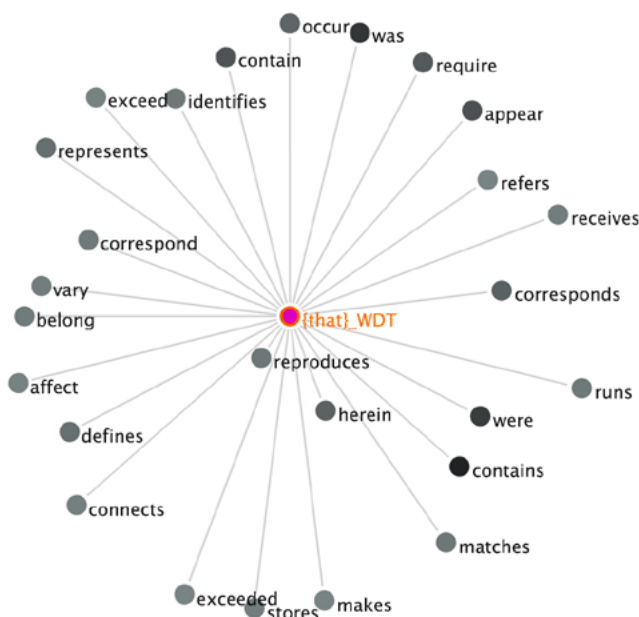 occur
was
contain
require
exceed
identifies
appear
represents
refers
receives
correspond
vary
corresponds
belong
{that}_WDT
reproduces
affect
runs
herein
were
defines
contains
connects
matches
exceeded
stores
makes